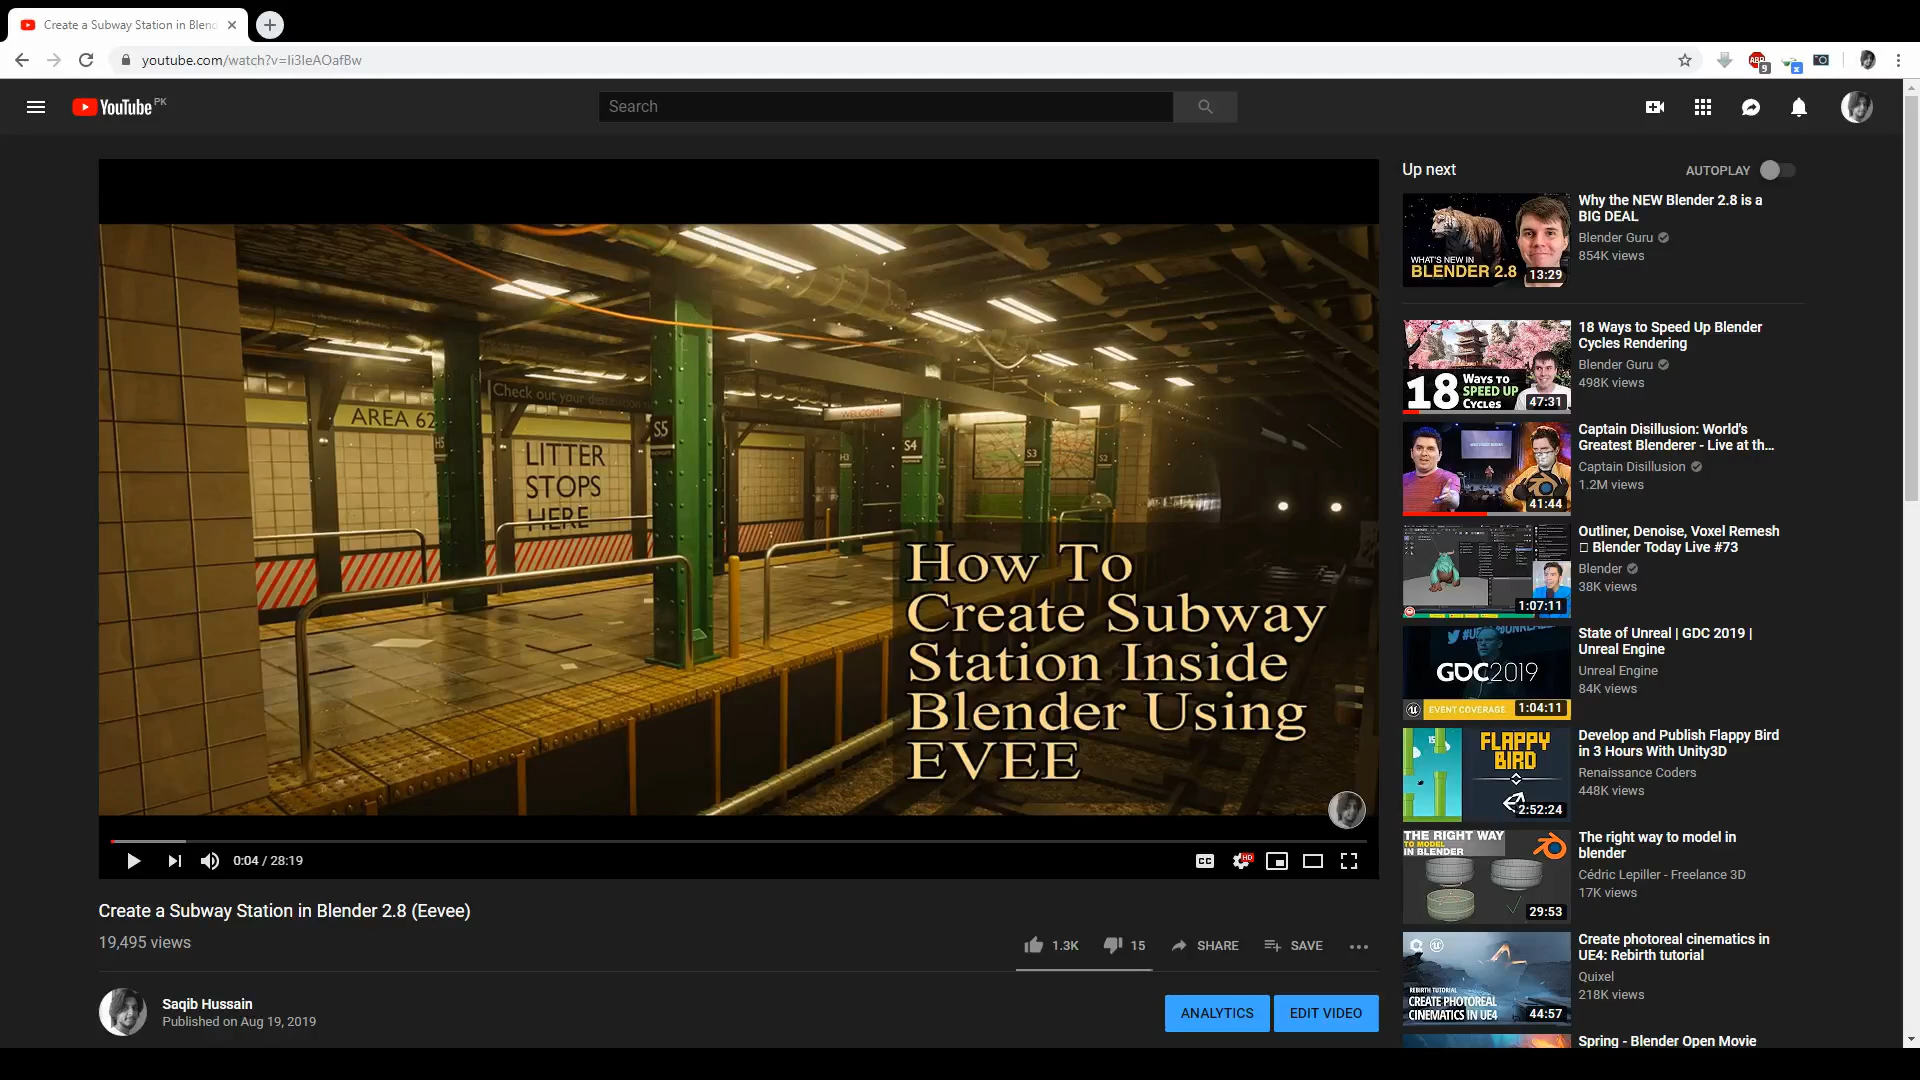 Create a Subway Station in Blend
youtube.com/watch?v=Ii3leAOafBw
ABP
9
x
YouTube PK
Search
AREA 62
Check out your destination
LITTER
STOPS
HERE
H5
S5
WELCOME
H3
S4
S3
S2
How To
Create Subway
Station Inside
Blender Using
EVEE
0:04 / 28:19
CC
HD
Create a Subway Station in Blender 2.8 (Eevee)
19,495 views
1.3K
15
SHARE
SAVE
Saqib Hussain
Published on Aug 19, 2019
ANALYTICS
EDIT VIDEO
Up next
AUTOPLAY
WHAT'S NEW IN
BLENDER 2.8
13:29
Why the NEW Blender 2.8 is a
BIG DEAL
Blender Guru
854K views
18 WAYS TO
SPEED UP
CYCLES
47:31
18 Ways to Speed Up Blender
Cycles Rendering
Blender Guru
498K views
41:44
Captain Disillusion: World's
Greatest Blenderer - Live at th...
Captain Disillusion
1.2M views
1:07:11
Outliner, Denoise, Voxel Remesh
Blender Today Live #73
Blender
38K views
GDC2019
EVENT COVERAGE
1:04:11
State of Unreal | GDC 2019 |
Unreal Engine
Unreal Engine
84K views
15
FLAPPY
BIRD
2:52:24
Develop and Publish Flappy Bird
in 3 Hours With Unity3D
Renaissance Coders
448K views
THE RIGHT WAY
TO MODEL
IN BLENDER
29:53
The right way to model in
blender
Cédric Lepiller - Freelance 3D
17K views
REBIRTH TUTORIAL
CREATE PHOTOREAL
CINEMATICS IN UE4
44:57
Create photoreal cinematics in
UE4: Rebirth tutorial
Quixel
218K views
Spring - Blender Open Movie